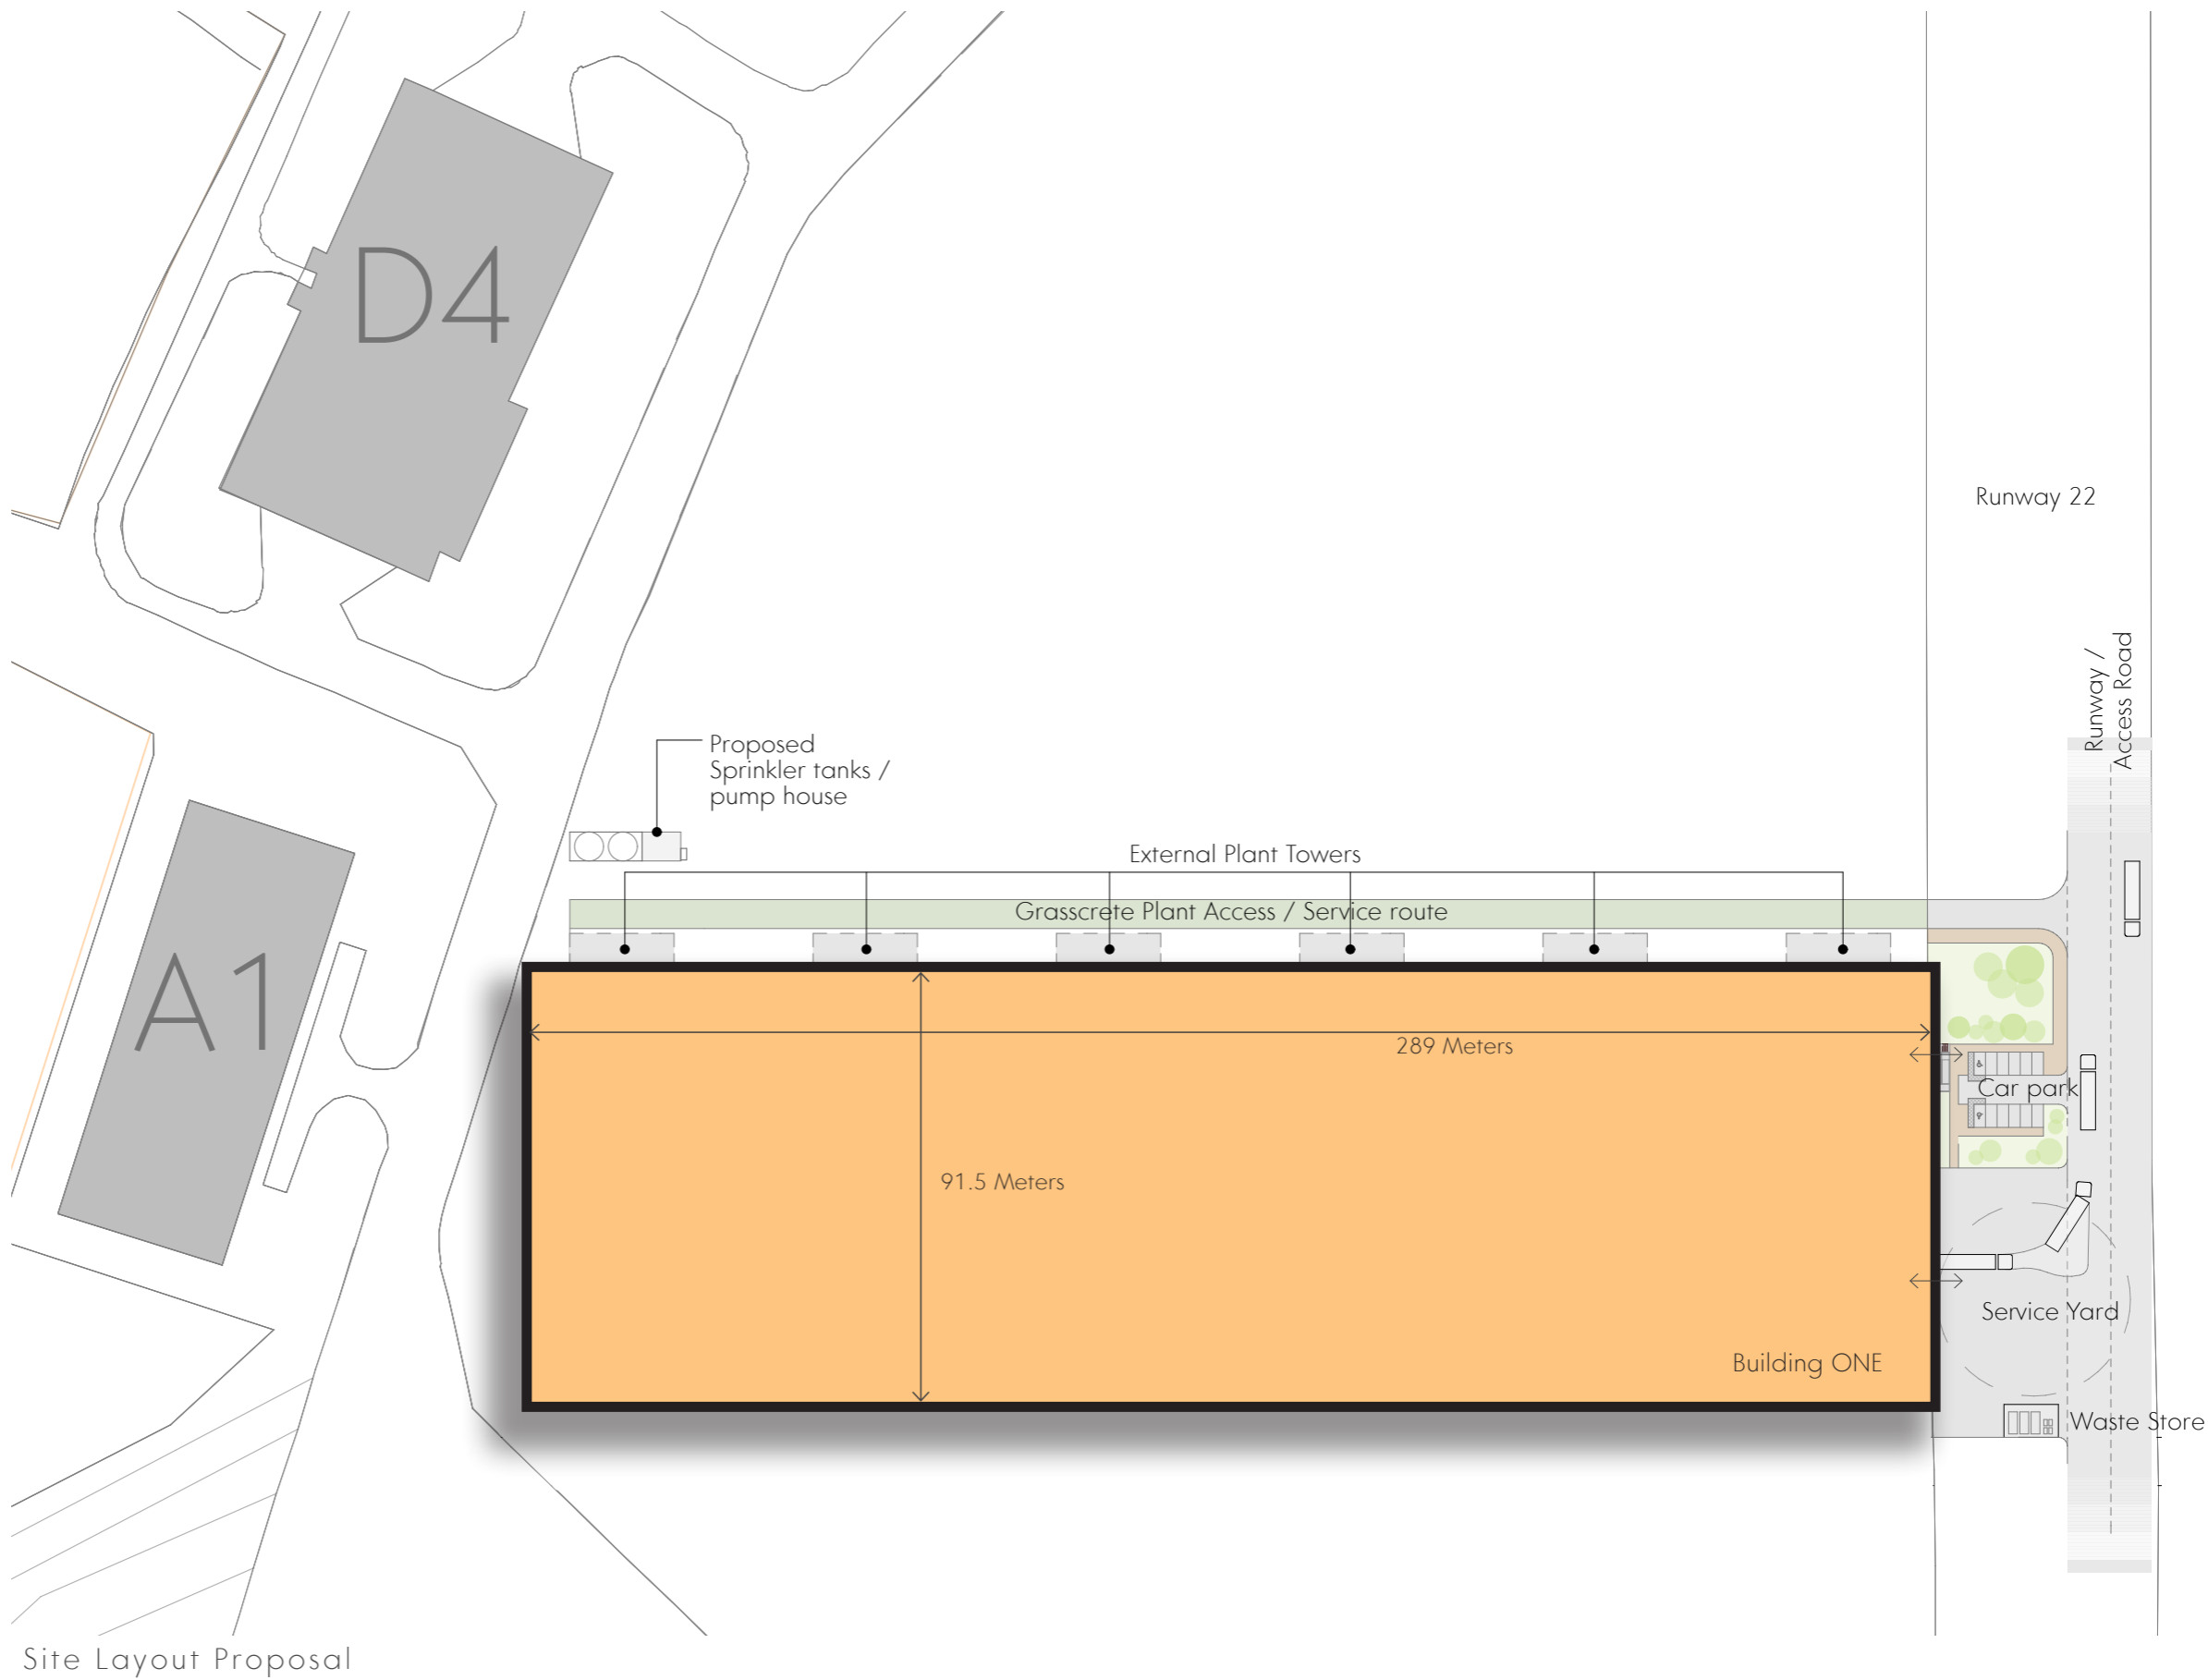 D4
Runway 22
Runway /
Access Road
Proposed
Sprinkler tanks /
pump house
External Plant Towers
Grasscrete Plant Access / Service route
A1
289 Meters
Car park
91.5 Meters
Service Yard
Building ONE
Waste Store
Site Layout Proposal